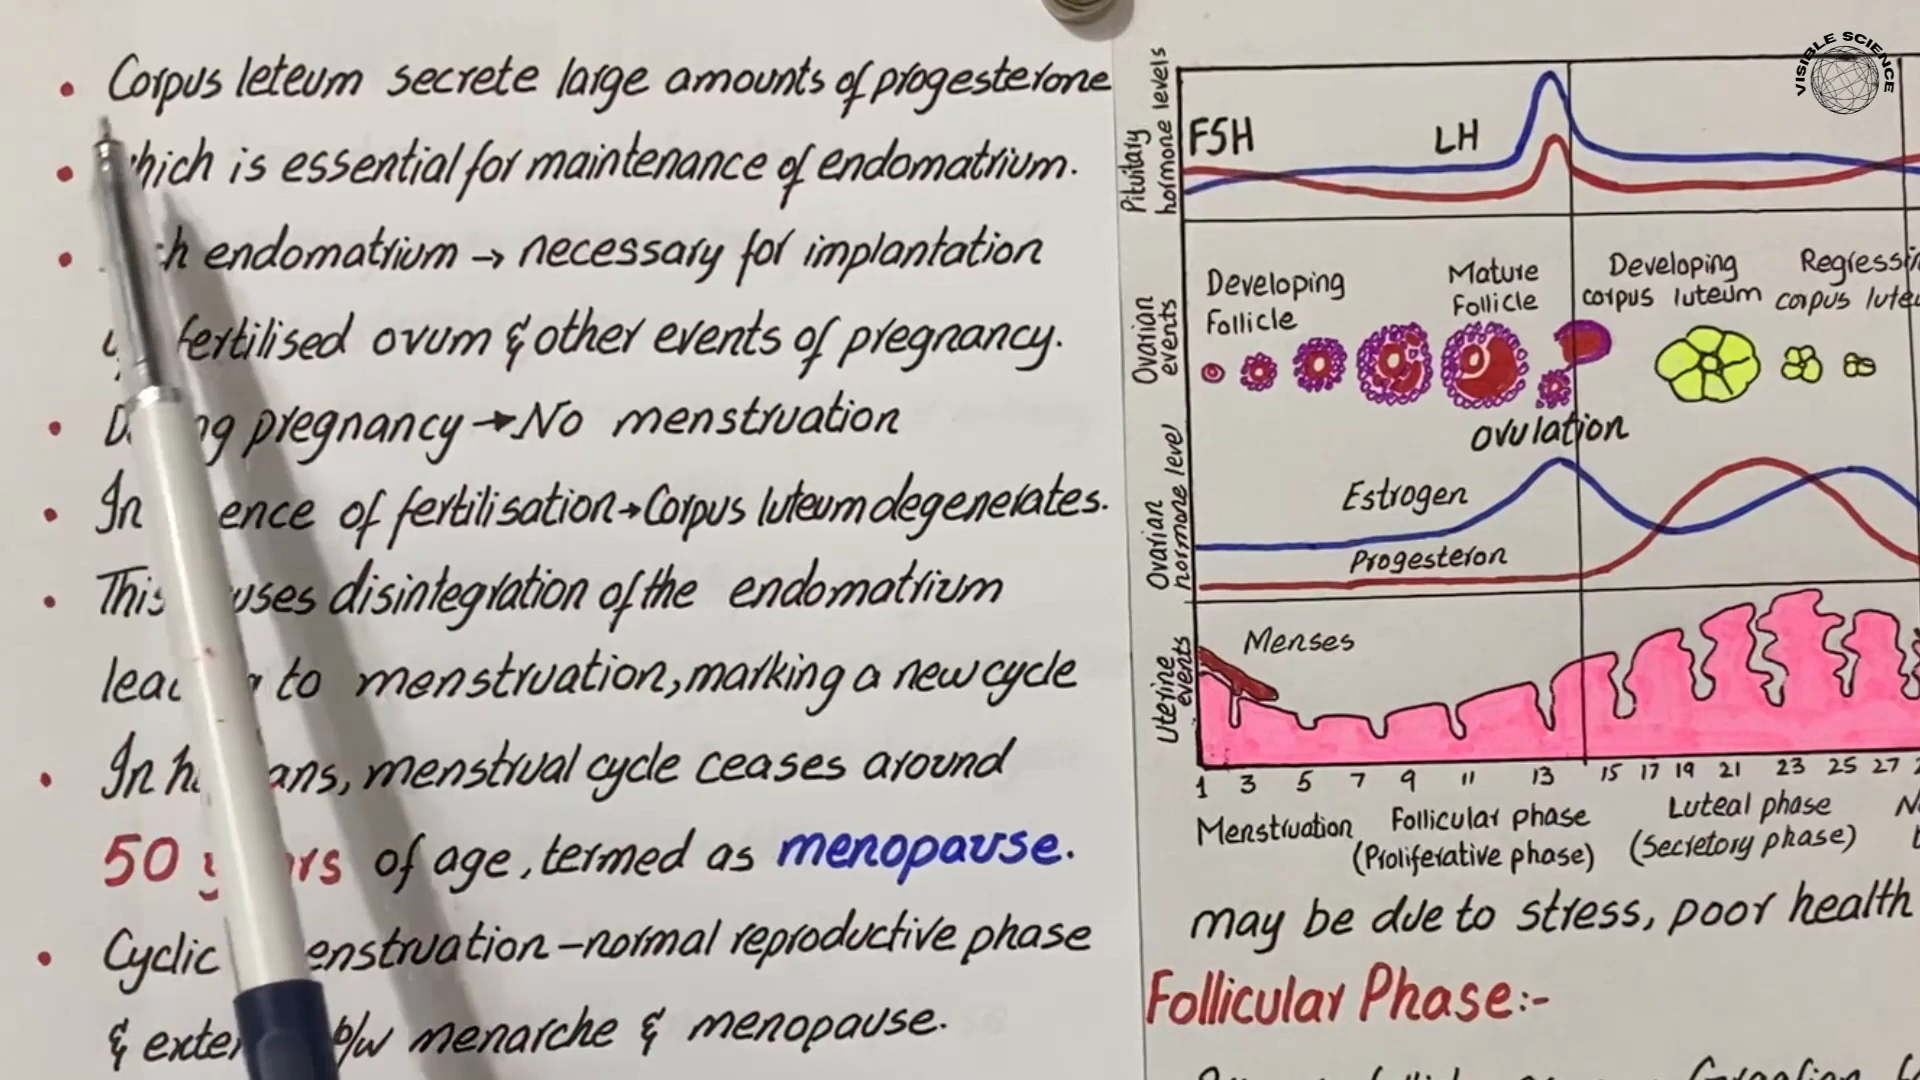 Corpus leteum secrete large amounts of progesterone
which is essential for maintenance of endomatrium.
endomatrium → necessary for implantation
fertilised ovum & other events of pregnancy.
pregnancy → No menstruation
In of fertilisation → Corpus luteum degenerates.
This disintegration of the endomatrium
to menstruation, marking a new cycle
In menstrual cycle ceases around
50 of age, termed as menopause.
Cyclic menstruation – normal reproductive phase
& b/w menarche & menopause.
VISIBLE SCIENCE
Pituitary hormone levels
FSH
LH
Ovarian events
Developing Follicle
Mature Follicle
Developing corpus luteum
corpus
Ovulation
Ovarian hormone level
Estrogen
Progesteron
Uterine events
Menses
1 3 5 7 9 11 13 15 17 19 21 23 25 27
Menstruation
Follicular phase
(Proliferative phase)
Luteal phase
(Secretory phase)
may be due to stress, poor health
Follicular Phase:-